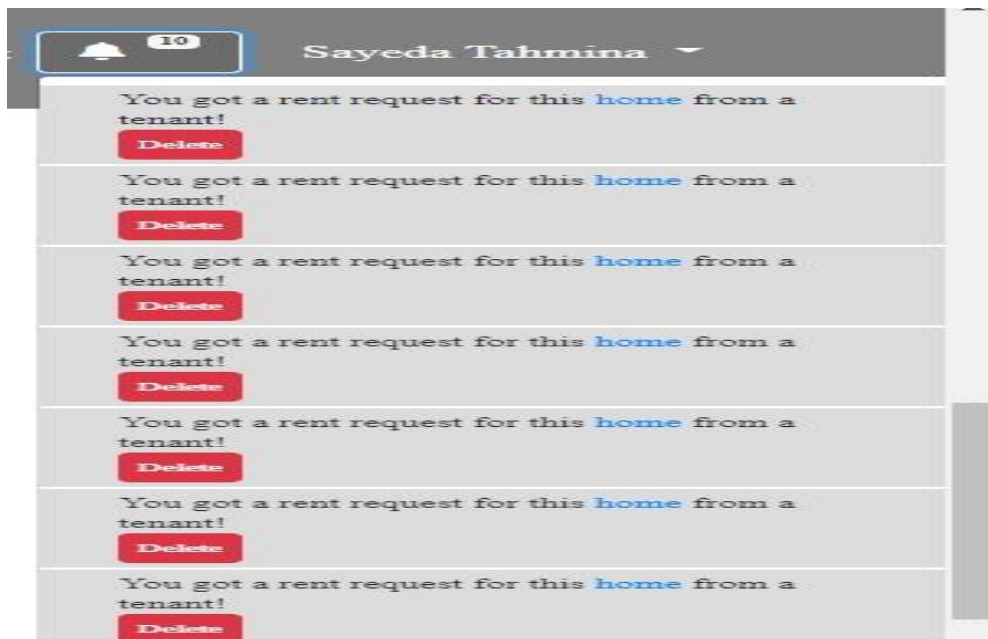 10
Sayeda Tahmina
You got a rent request for this home from a
tenant!
Delete
You got a rent request for this home from a
tenant!
Delete
You got a rent request for this home from a
tenant!
Delete
You got a rent request for this home from a
tenant!
Delete
You got a rent request for this home from a
tenant!
Delete
You got a rent request for this home from a
tenant!
Delete
You got a rent request for this home from a
tenant!
Delete